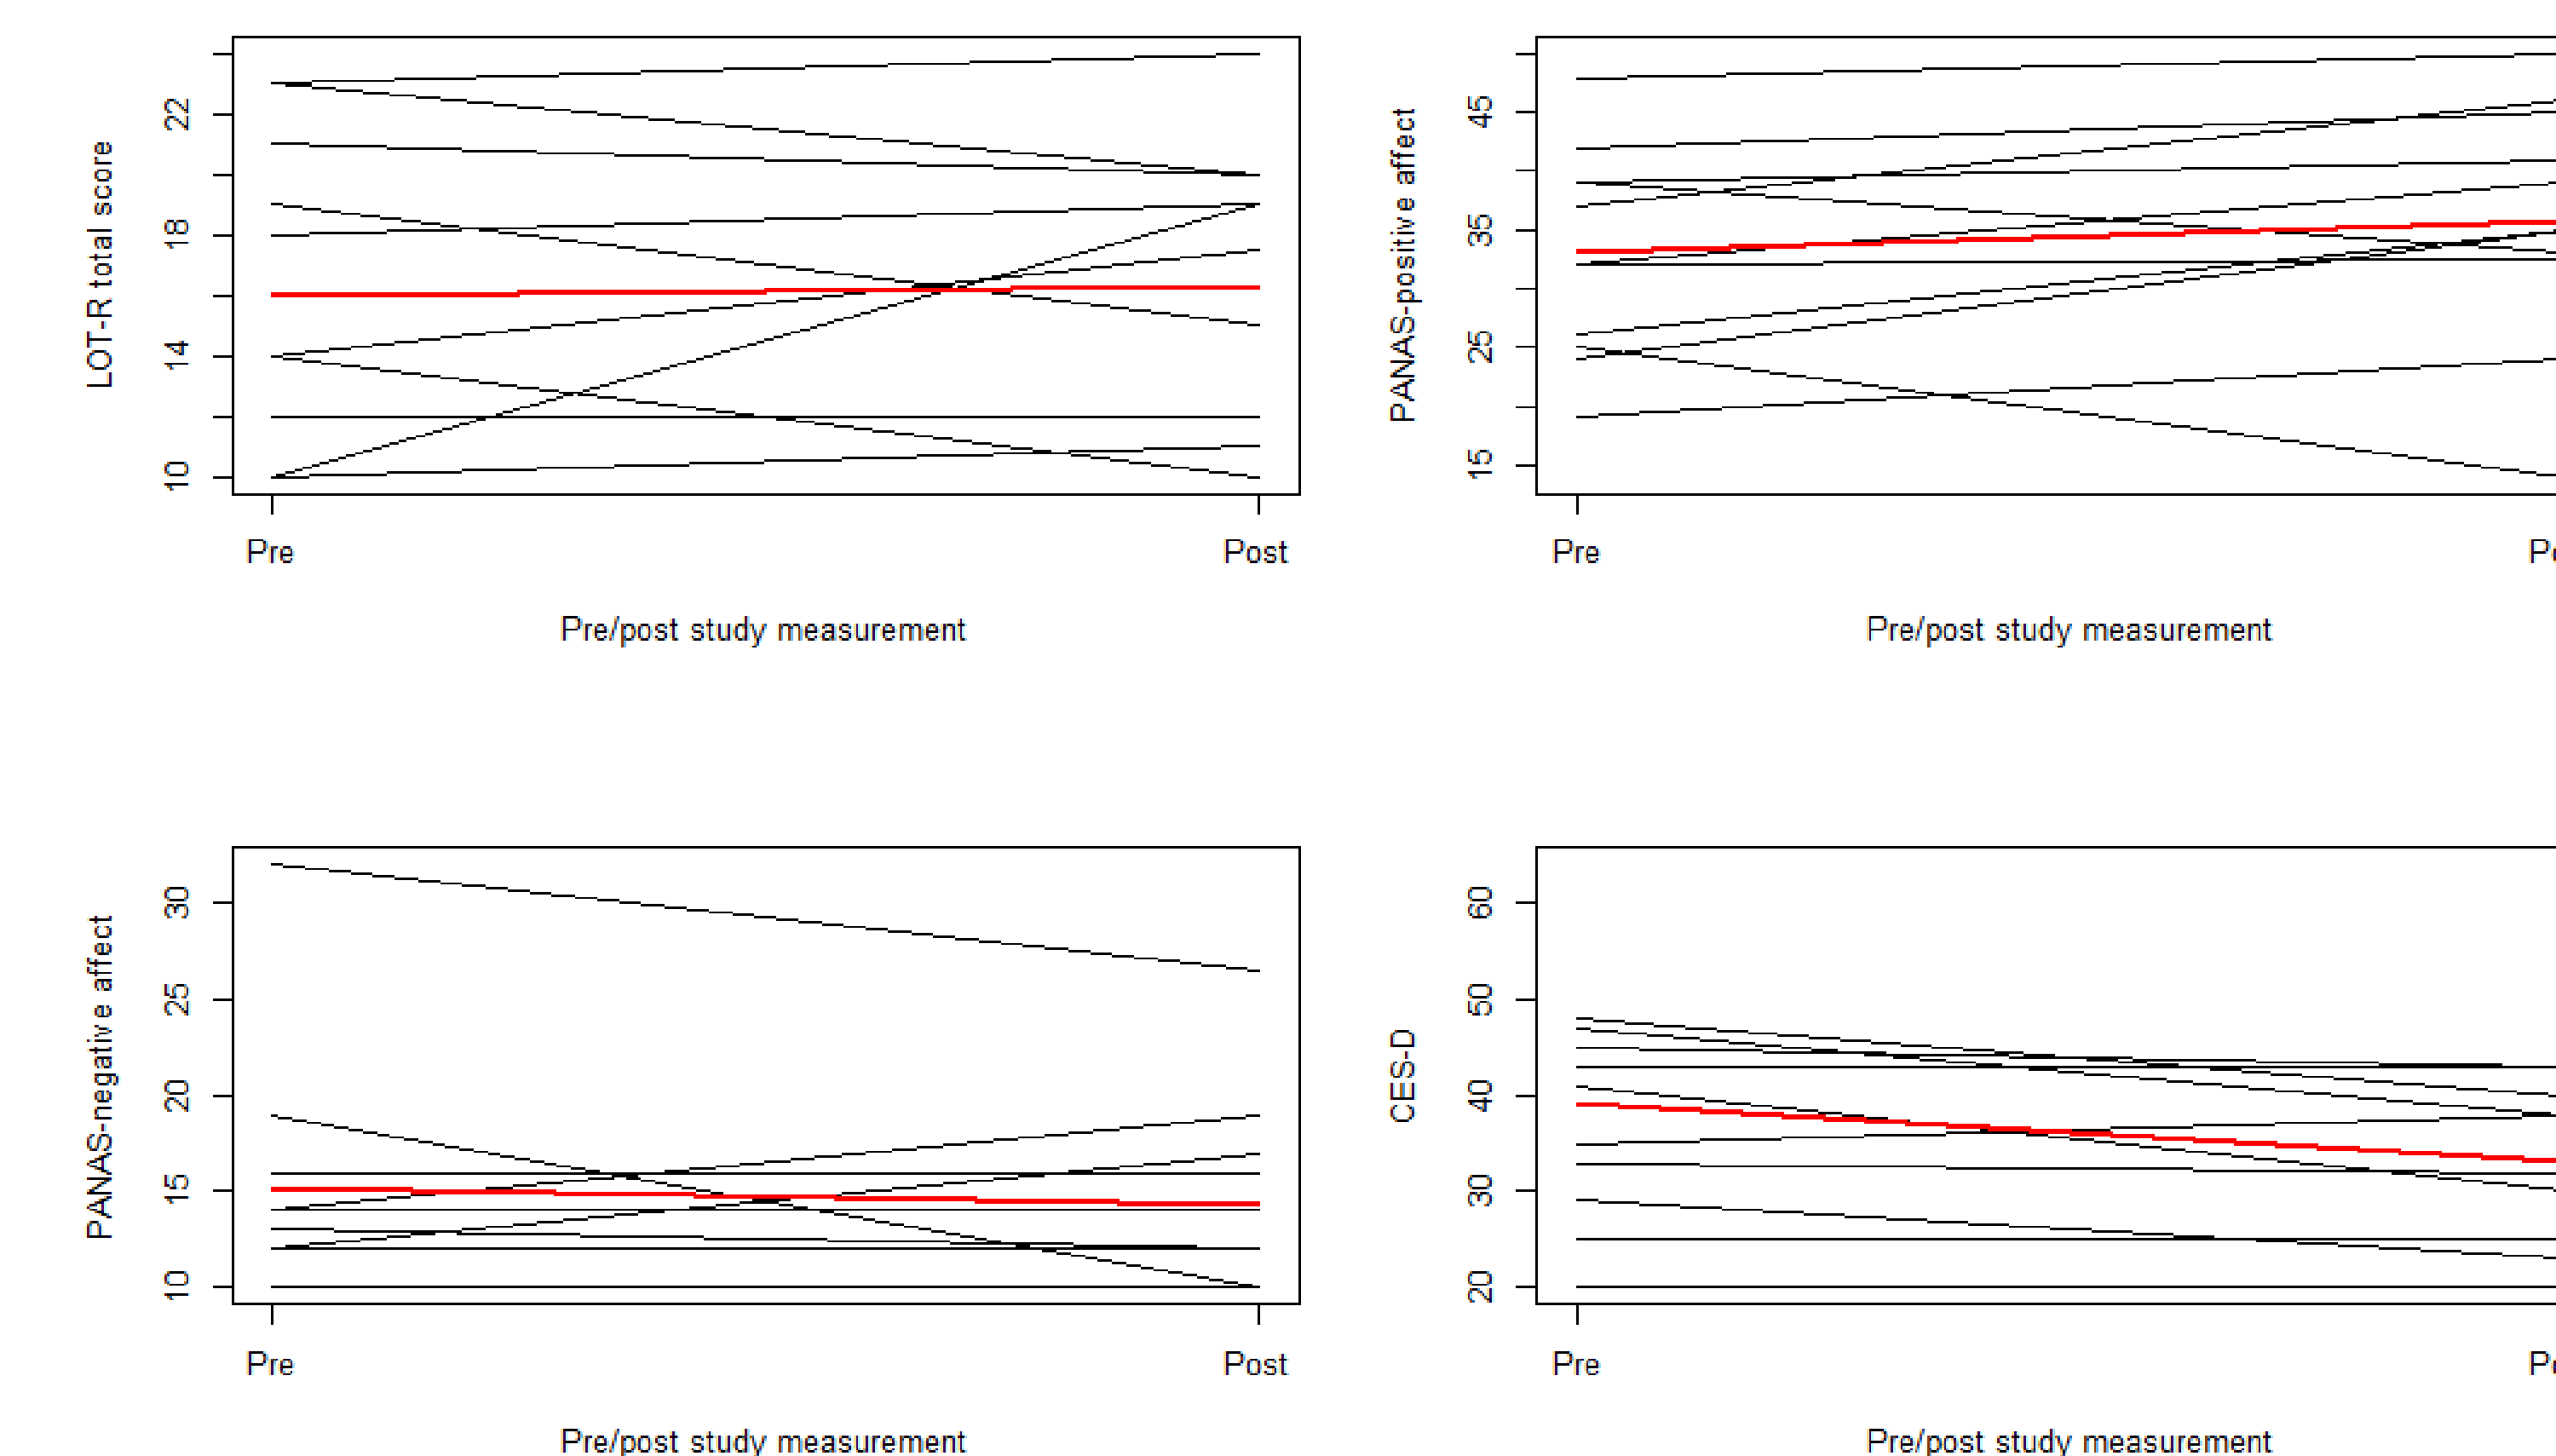 LOT-R total score
22
18
14
10
Pre
Post
Pre/post study measurement
PANAS-positive affect
45
35
25
15
Pre
Po
Pre/post study measurement
PANAS-negative affect
30
25
20
15
10
Pre
Post
Pre/post study measurement
CES-D
60
50
40
30
20
Pre
Po
Pre/post study measurement